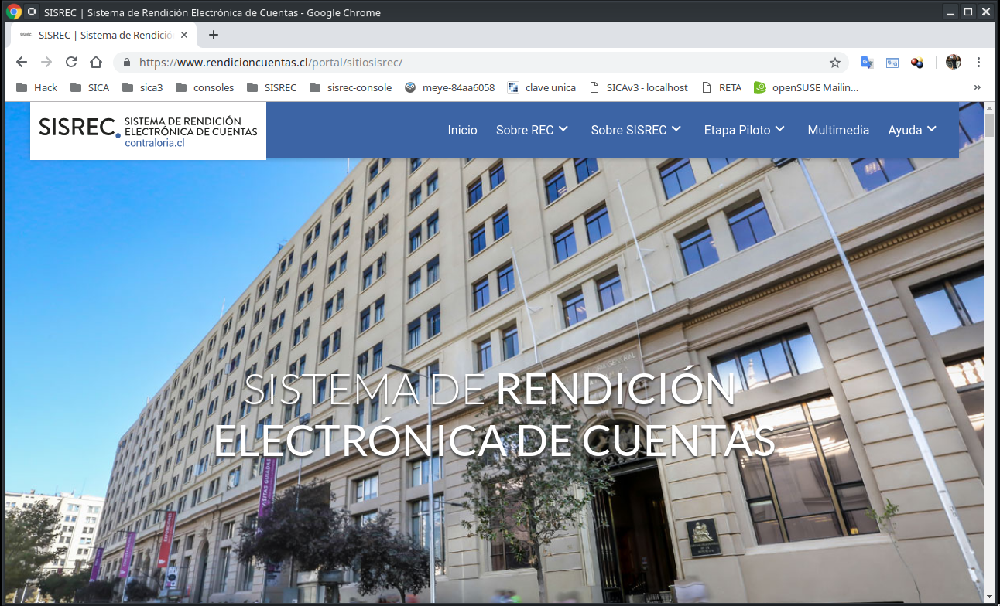 SISREC | Sistema de Rendición Electrónica de Cuentas - Google Chrome
SISREC | Sistema de Rendició
https://www.rendicioncuentas.cl/portal/sitiosisrec/
Hack SICA sica3 consoles SISREC sisrec-console meye-84aa6058 clave unica SICAv3 - localhost RETA openSUSE Mailin... »
SISREC.
SISTEMA DE RENDICIÓN
ELECTRÓNICA DE CUENTAS
contraloria.cl
Inicio Sobre REC Sobre SISREC Etapa Piloto Multimedia Ayuda
SISTEMA DE RENDICIÓN
ELECTRÓNICA DE CUENTAS
VISITAS GUIADAS